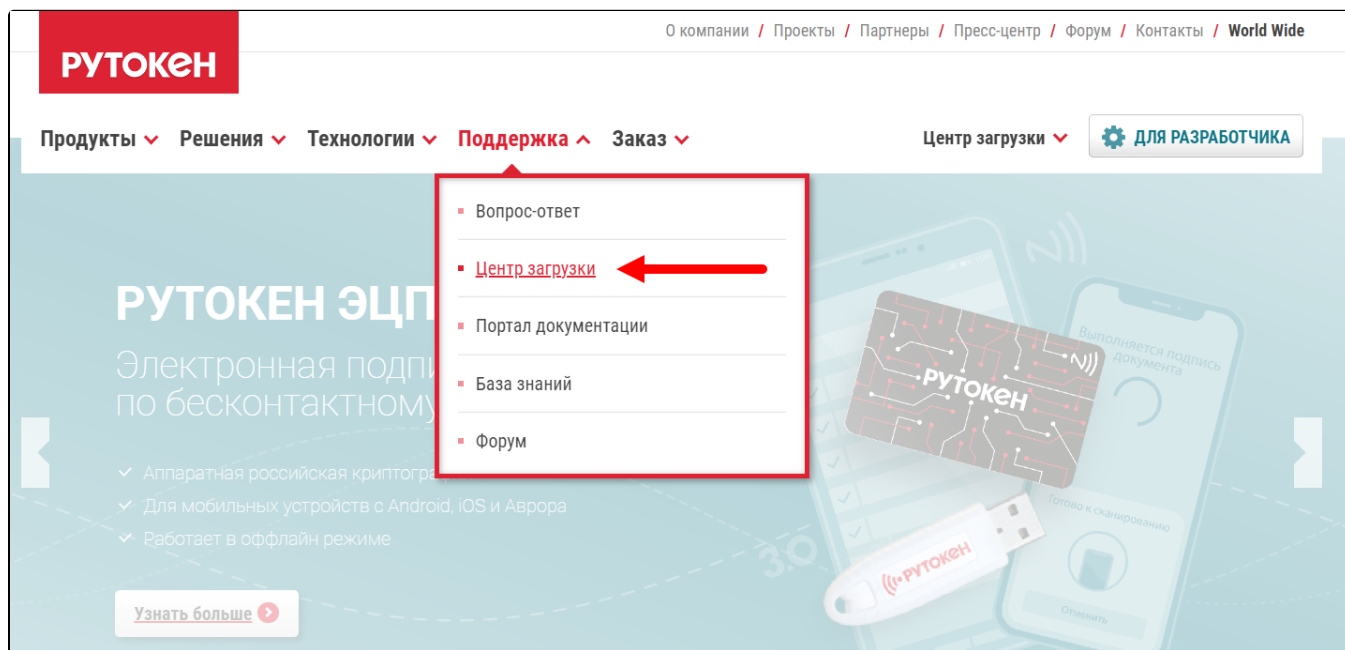 О компании / Проекты / Партнеры / Пресс-центр / Форум / Контакты / World Wide
РУТОКЕН
Продукты Решения Технологии Поддержка Заказ Центр загрузки ДЛЯ РАЗРАБОТЧИКА
Вопрос-ответ
Центр загрузки
Портал документации
База знаний
Форум
РУТОКЕН ЭЦП
Электронная подпи
по бесконтактному
Аппаратная российская криптогра
Для мобильных устройств с Android, iOS и Аврора
Работает в оффлайн режиме
Узнать больше
3.0
Выполняется подпись
документа
РУТОКЕН
Готово к сканированию
РУТОКЕН
Отменить